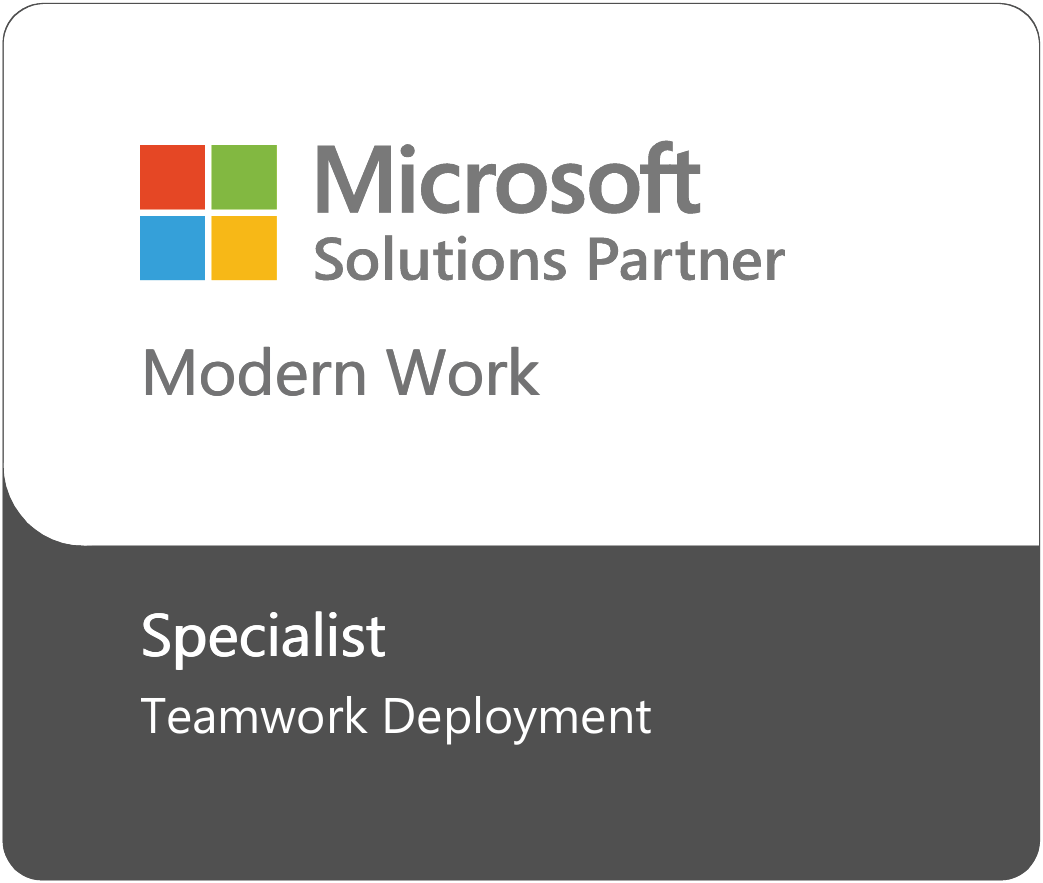 Microsoft
Solutions Partner
Modern Work
Specialist
Teamwork Deployment